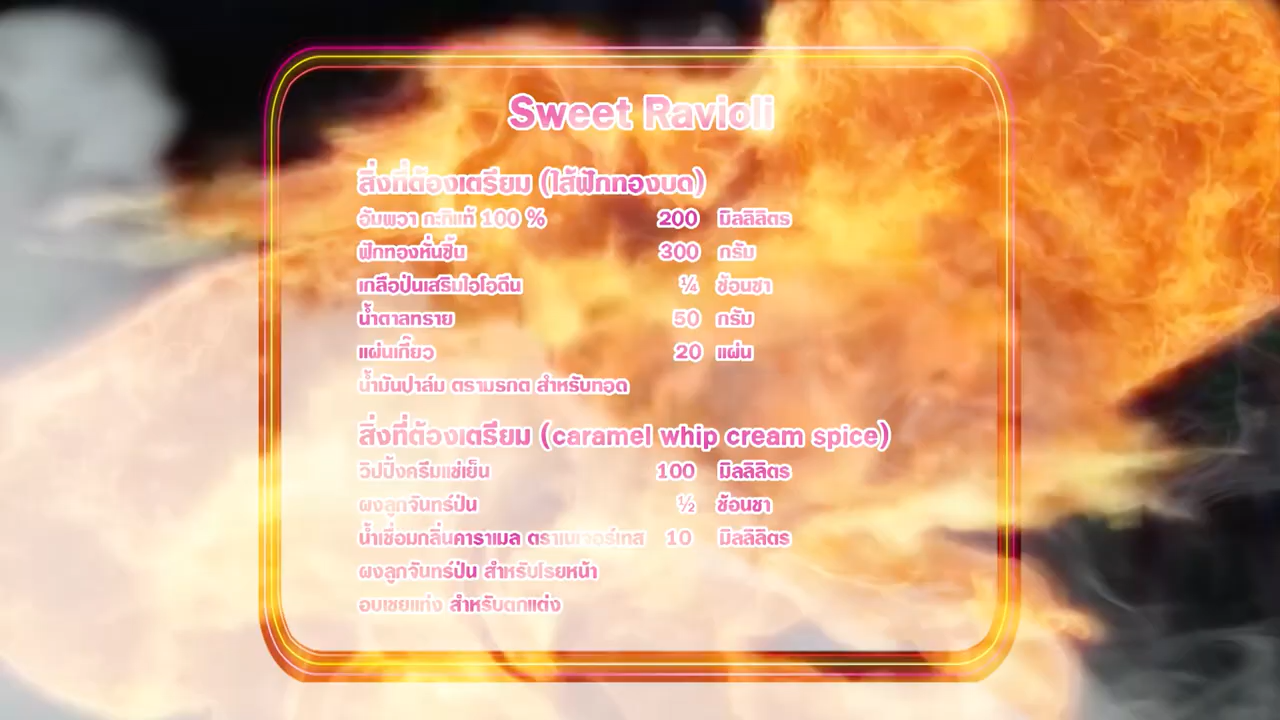 Sweet Ravioli
สิ่งที่ต้องเตรียม (ไส้ฟักทองบด)
อัมพวา กะทิแท้ 100 % 200 มิลลิลิตร
ฟักทองหั่นชิ้น 300 กรัม
เกลือป่นเสริมไอโอดีน ¼ ช้อนชา
น้ำตาลทราย 50 กรัม
แผ่นเกี๊ยว 20 แผ่น
น้ำมันปาล์ม ตรามรกต สำหรับทอด
สิ่งที่ต้องเตรียม (caramel whip cream spice)
วิปปิ้งครีมแช่เย็น 100 มิลลิลิตร
ผงลูกจันทร์ป่น ½ ช้อนชา
น้ำเชื่อมกลิ่นคาราเมล ตราเนเจอร์เทส 10 มิลลิลิตร
ผงลูกจันทร์ป่น สำหรับโรยหน้า
อบเชยแท่ง สำหรับตกแต่ง